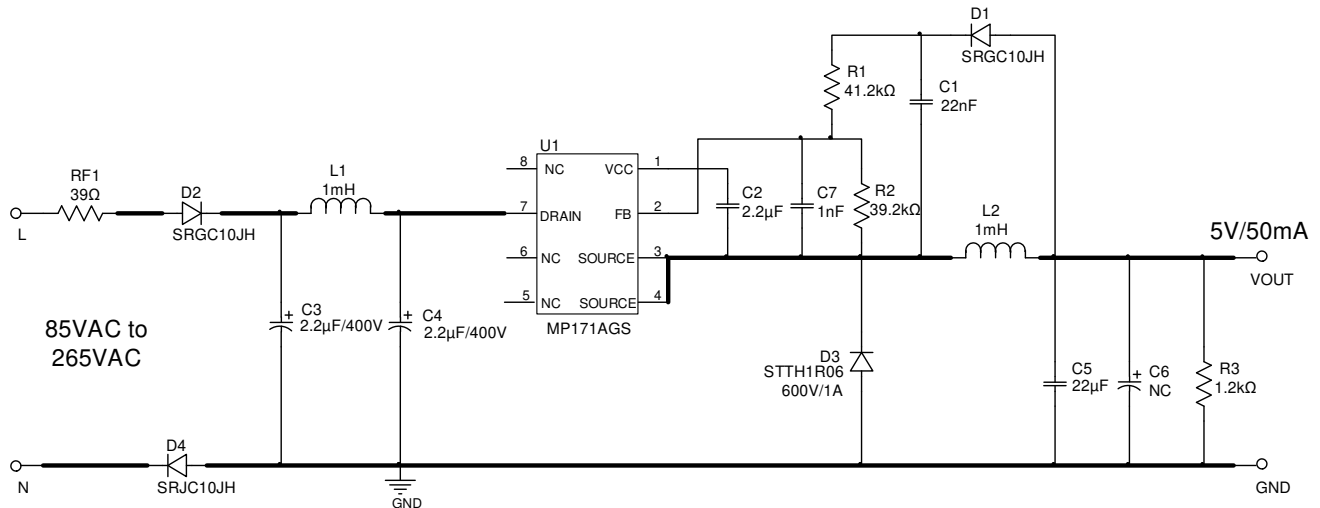 D1
SRGC10JH
R1
41.2kΩ
C1
22nF
U1
8
NC
VCC
1
7
DRAIN
FB
2
6
NC
SOURCE
3
5
NC
SOURCE
4
MP171AGS
RF1
39Ω
D2
SRGC10JH
L1
1mH
L
C2
2.2µF
C7
1nF
R2
39.2kΩ
L2
1mH
5V/50mA
VOUT
85VAC to
265VAC
C3
+
2.2µF/400V
C4
+
2.2µF/400V
D3
STTH1R06
600V/1A
C5
22µF
+
C6
NC
R3
1.2kΩ
D4
SRJC10JH
N
GND
GND